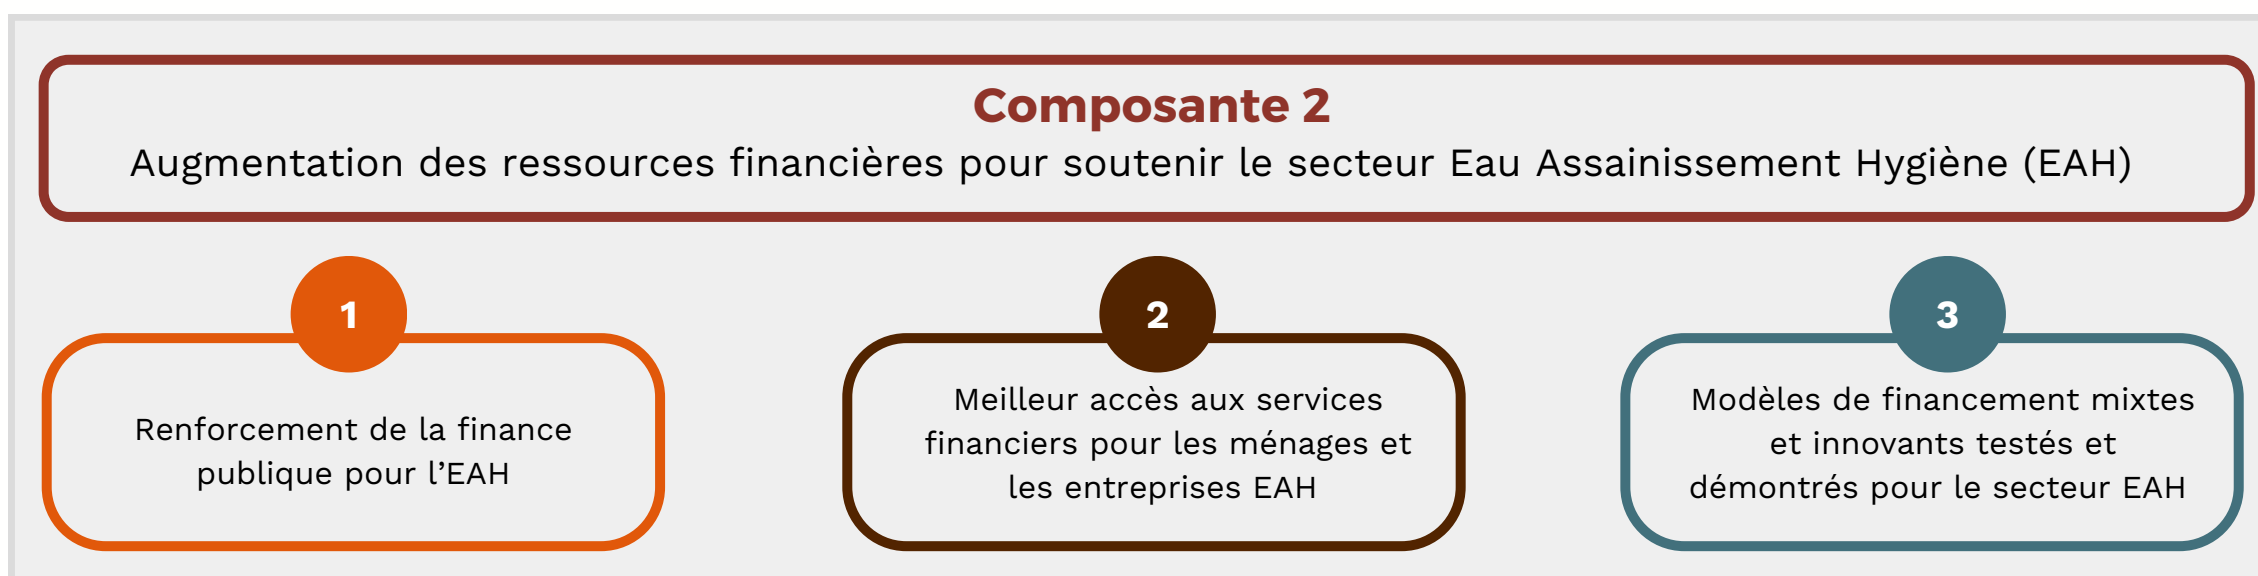 Composante 2
Augmentation des ressources financières pour soutenir le secteur Eau Assainissement Hygiène (EAH)
1
Renforcement de la finance
publique pour l’EAH
2
Meilleur accès aux services
financiers pour les ménages et
les entreprises EAH
3
Modèles de financement mixtes
et innovants testés et
démontrés pour le secteur EAH